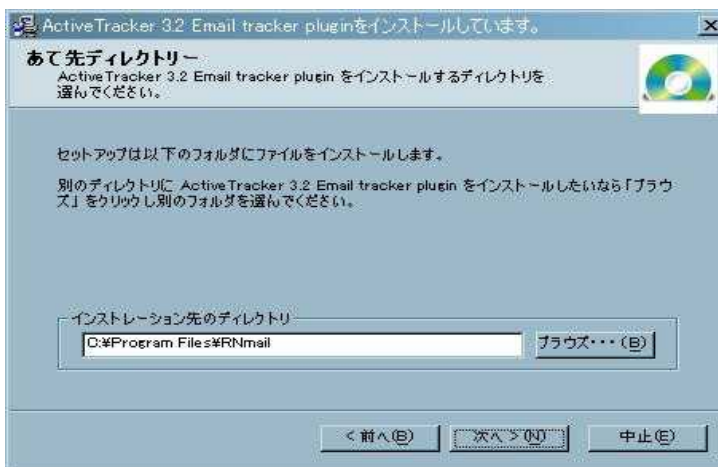 ActiveTracker 3.2 Email tracker pluginをインストールしています。
あて先ディレクトリー
ActiveTracker 3.2 Email tracker plugin をインストールするディレクトリを
選んでください。
セットアップは以下のフォルダにファイルをインストールします。
別のディレクトリに ActiveTracker 3.2 Email tracker plugin をインストールしたいなら「ブラウ
ズ」をクリックし別のフォルダを選んでください。
インストレーション先のディレクトリ
C:¥Program Files¥RNmail
ブラウズ・・・(B)
< 前へ(B)
次へ > (N)
中止(E)